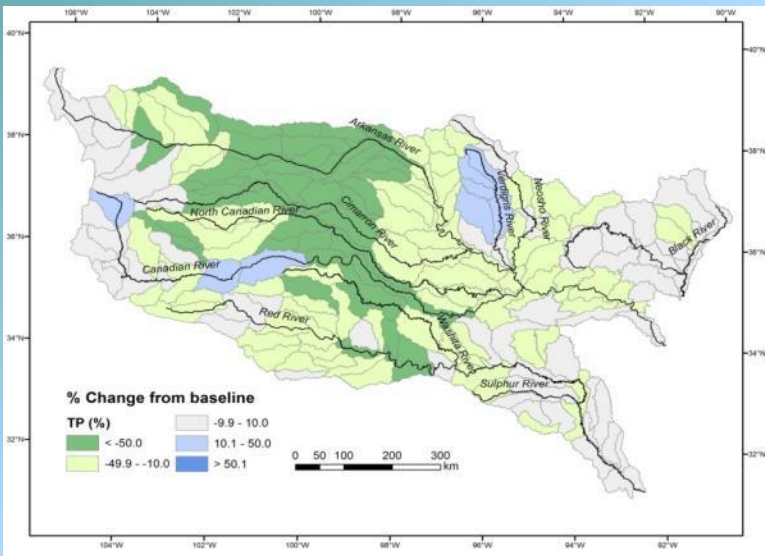 106°W 104°W 102°W 100°W 98°W 96°W 94°W 92°W 90°W
40°N
40°N
38°N
38°N
36°N
36°N
34°N
34°N
32°N
32°N
Arkansas River
Verdigris River
Neosho River
Cimarron River
North Canadian River
Black River
Canadian River
Red River
Washita River
Sulphur River
% Change from baseline
TP (%)
< -50.0
-49.9 - -10.0
-9.9 - 10.0
10.1 - 50.0
> 50.1
0 50 100 200 300
km
104°W 102°W 100°W 98°W 96°W 94°W 92°W